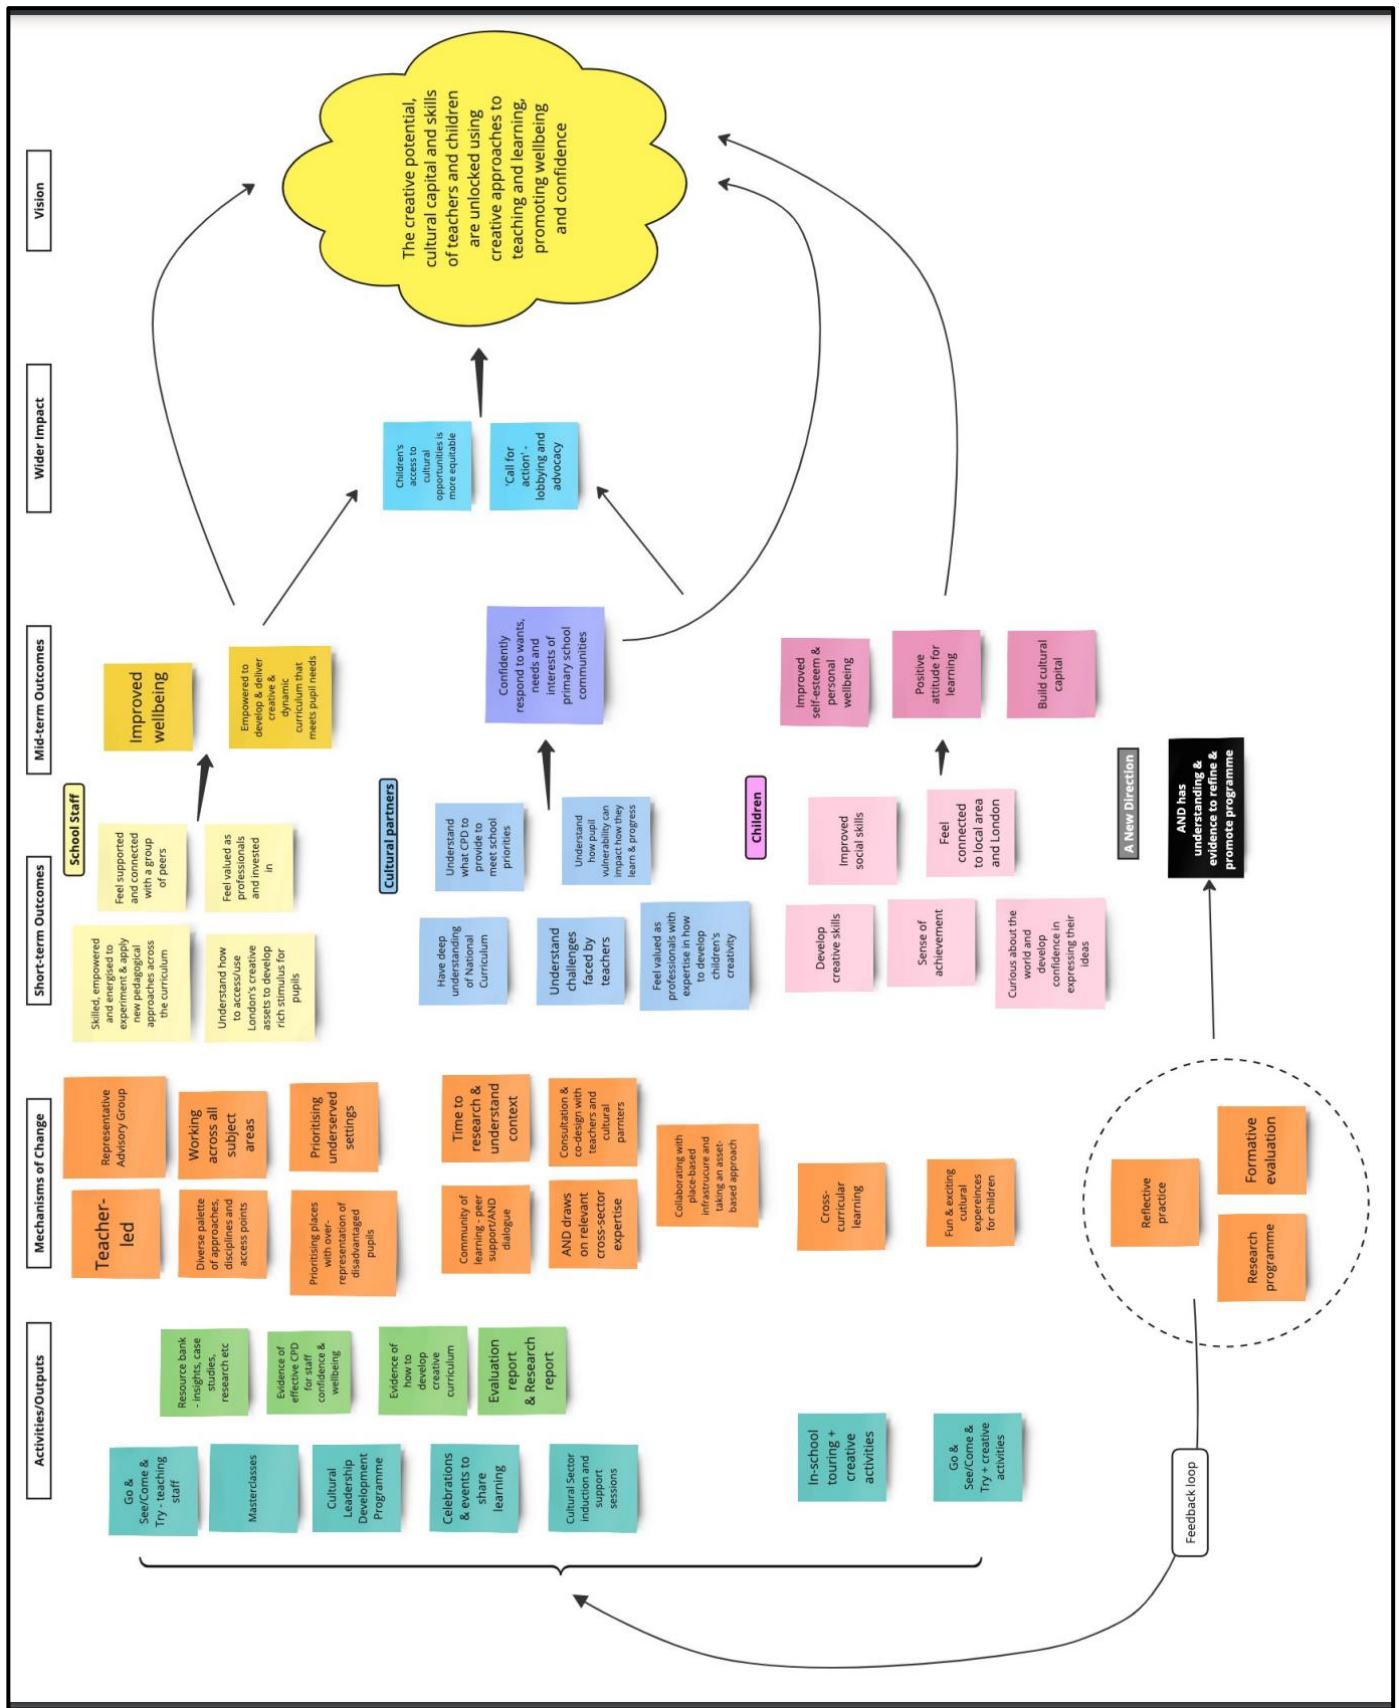 Activities/Outputs
Mechanisms of Change
Short-term Outcomes
Mid-term Outcomes
Wider Impact
Vision
Go &
See/Come &
Try - teaching
staff
Masterclasses
Cultural
Leadership
Development
Programme
Celebrations
& events to
share
learning
Cultural Sector
induction and
support
sessions
In-school
touring +
creative
activities
Go &
See/Come &
Try + creative
activities
Resource bank
- insights, case
studies,
research etc
Evidence of
effective CPD
for staff
confidence &
wellbeing
Evidence of
how to
develop
creative
curriculum
Evaluation
report
& Research
report
Teacher-
led
Representative
Advisory Group
Diverse palette
of approaches,
disciplines and
access points
Working
across all
subject
areas
Prioritising places
with over-
representation of
disadvantaged
pupils
Prioritising
underserved
settings
Community of
learning - peer
support/AND
dialogue
Time to
research &
understand
context
AND draws
on relevant
cross-sector
expertise
Consultation &
co-design with
teachers and
cultural
parnters
Collaborating with
place-based
infrastrucure and
taking an asset-
based approach
Cross-
curricular
learning
Fun & exciting
cutlural
expereinces
for children
Reflective
practice
Research
programme
Formative
evaluation
Feedback loop
School Staff
Skilled, empowered
and energised to
experiment & apply
new pedagogical
approaches across
the curriculum
Feel supported
and connected
with a group
of peers
Understand how
to access/use
London's creative
assets to develop
rich stimulus for
pupils
Feel valued as
professionals
and invested
in
Improved
wellbeing
Empowered to
develop & deliver
creative &
dynamic
curriculum that
meets pupil needs
Cultural partners
Have deep
understanding
of National
Curriculum
Understand
what CPD to
provide to
meet school
priorities
Understand
challenges
faced by
teachers
Understand
how pupil
vulnerability can
impact how they
learn & progress
Feel valued as
professionals with
expertise in how
to develop
children's
creativity
Confidently
respond to wants,
needs and
interests of
primary school
communities
Children
Develop
creative skills
Improved
social skills
Sense of
achievement
Feel
connected
to local area
and London
Curious about the
world and
develop
confidence in
expressing their
ideas
Improved
self-esteem &
personal
wellbeing
Positive
attitude for
learning
Build cultural
capital
A New Direction
AND has
understanding &
evidence to refine &
promote programme
Children's
access to
cultural
opportunities is
more equitable
'Call for
action' -
lobbying and
advocacy
The creative potential,
cultural capital and skills
of teachers and children
are unlocked using
creative approaches to
teaching and learning,
promoting wellbeing
and confidence